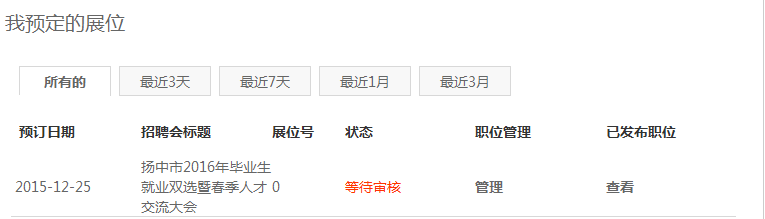 我预定的展位
所有的 最近3天 最近7天 最近1月 最近3月
预订日期 招聘会标题 展位号 状态 职位管理 已发布职位
扬中市2016年毕业生
2015-12-25 就业双选暨春季人才 0 等待审核 管理 查看
交流大会